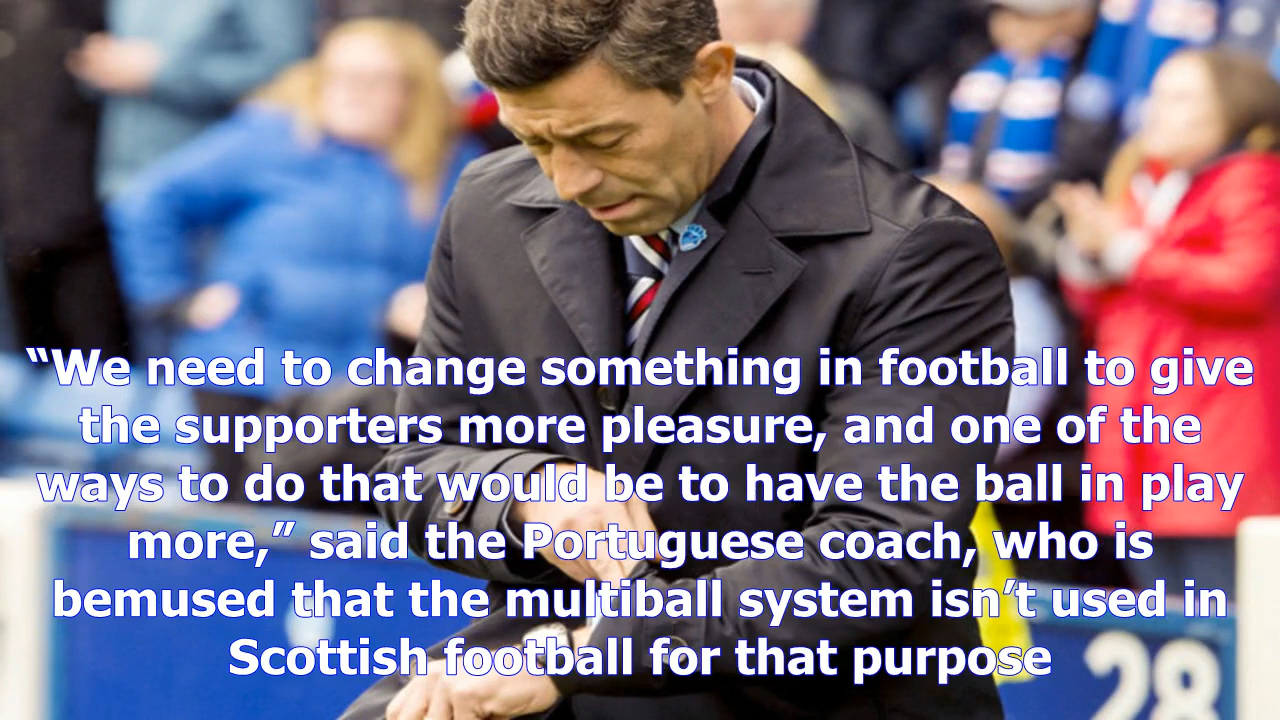 “We need to change something in football to give
the supporters more pleasure, and one of the
ways to do that would be to have the ball in play
more,” said the Portuguese coach, who is
bemused that the multiball system isn’t used in
Scottish football for that purpose
28